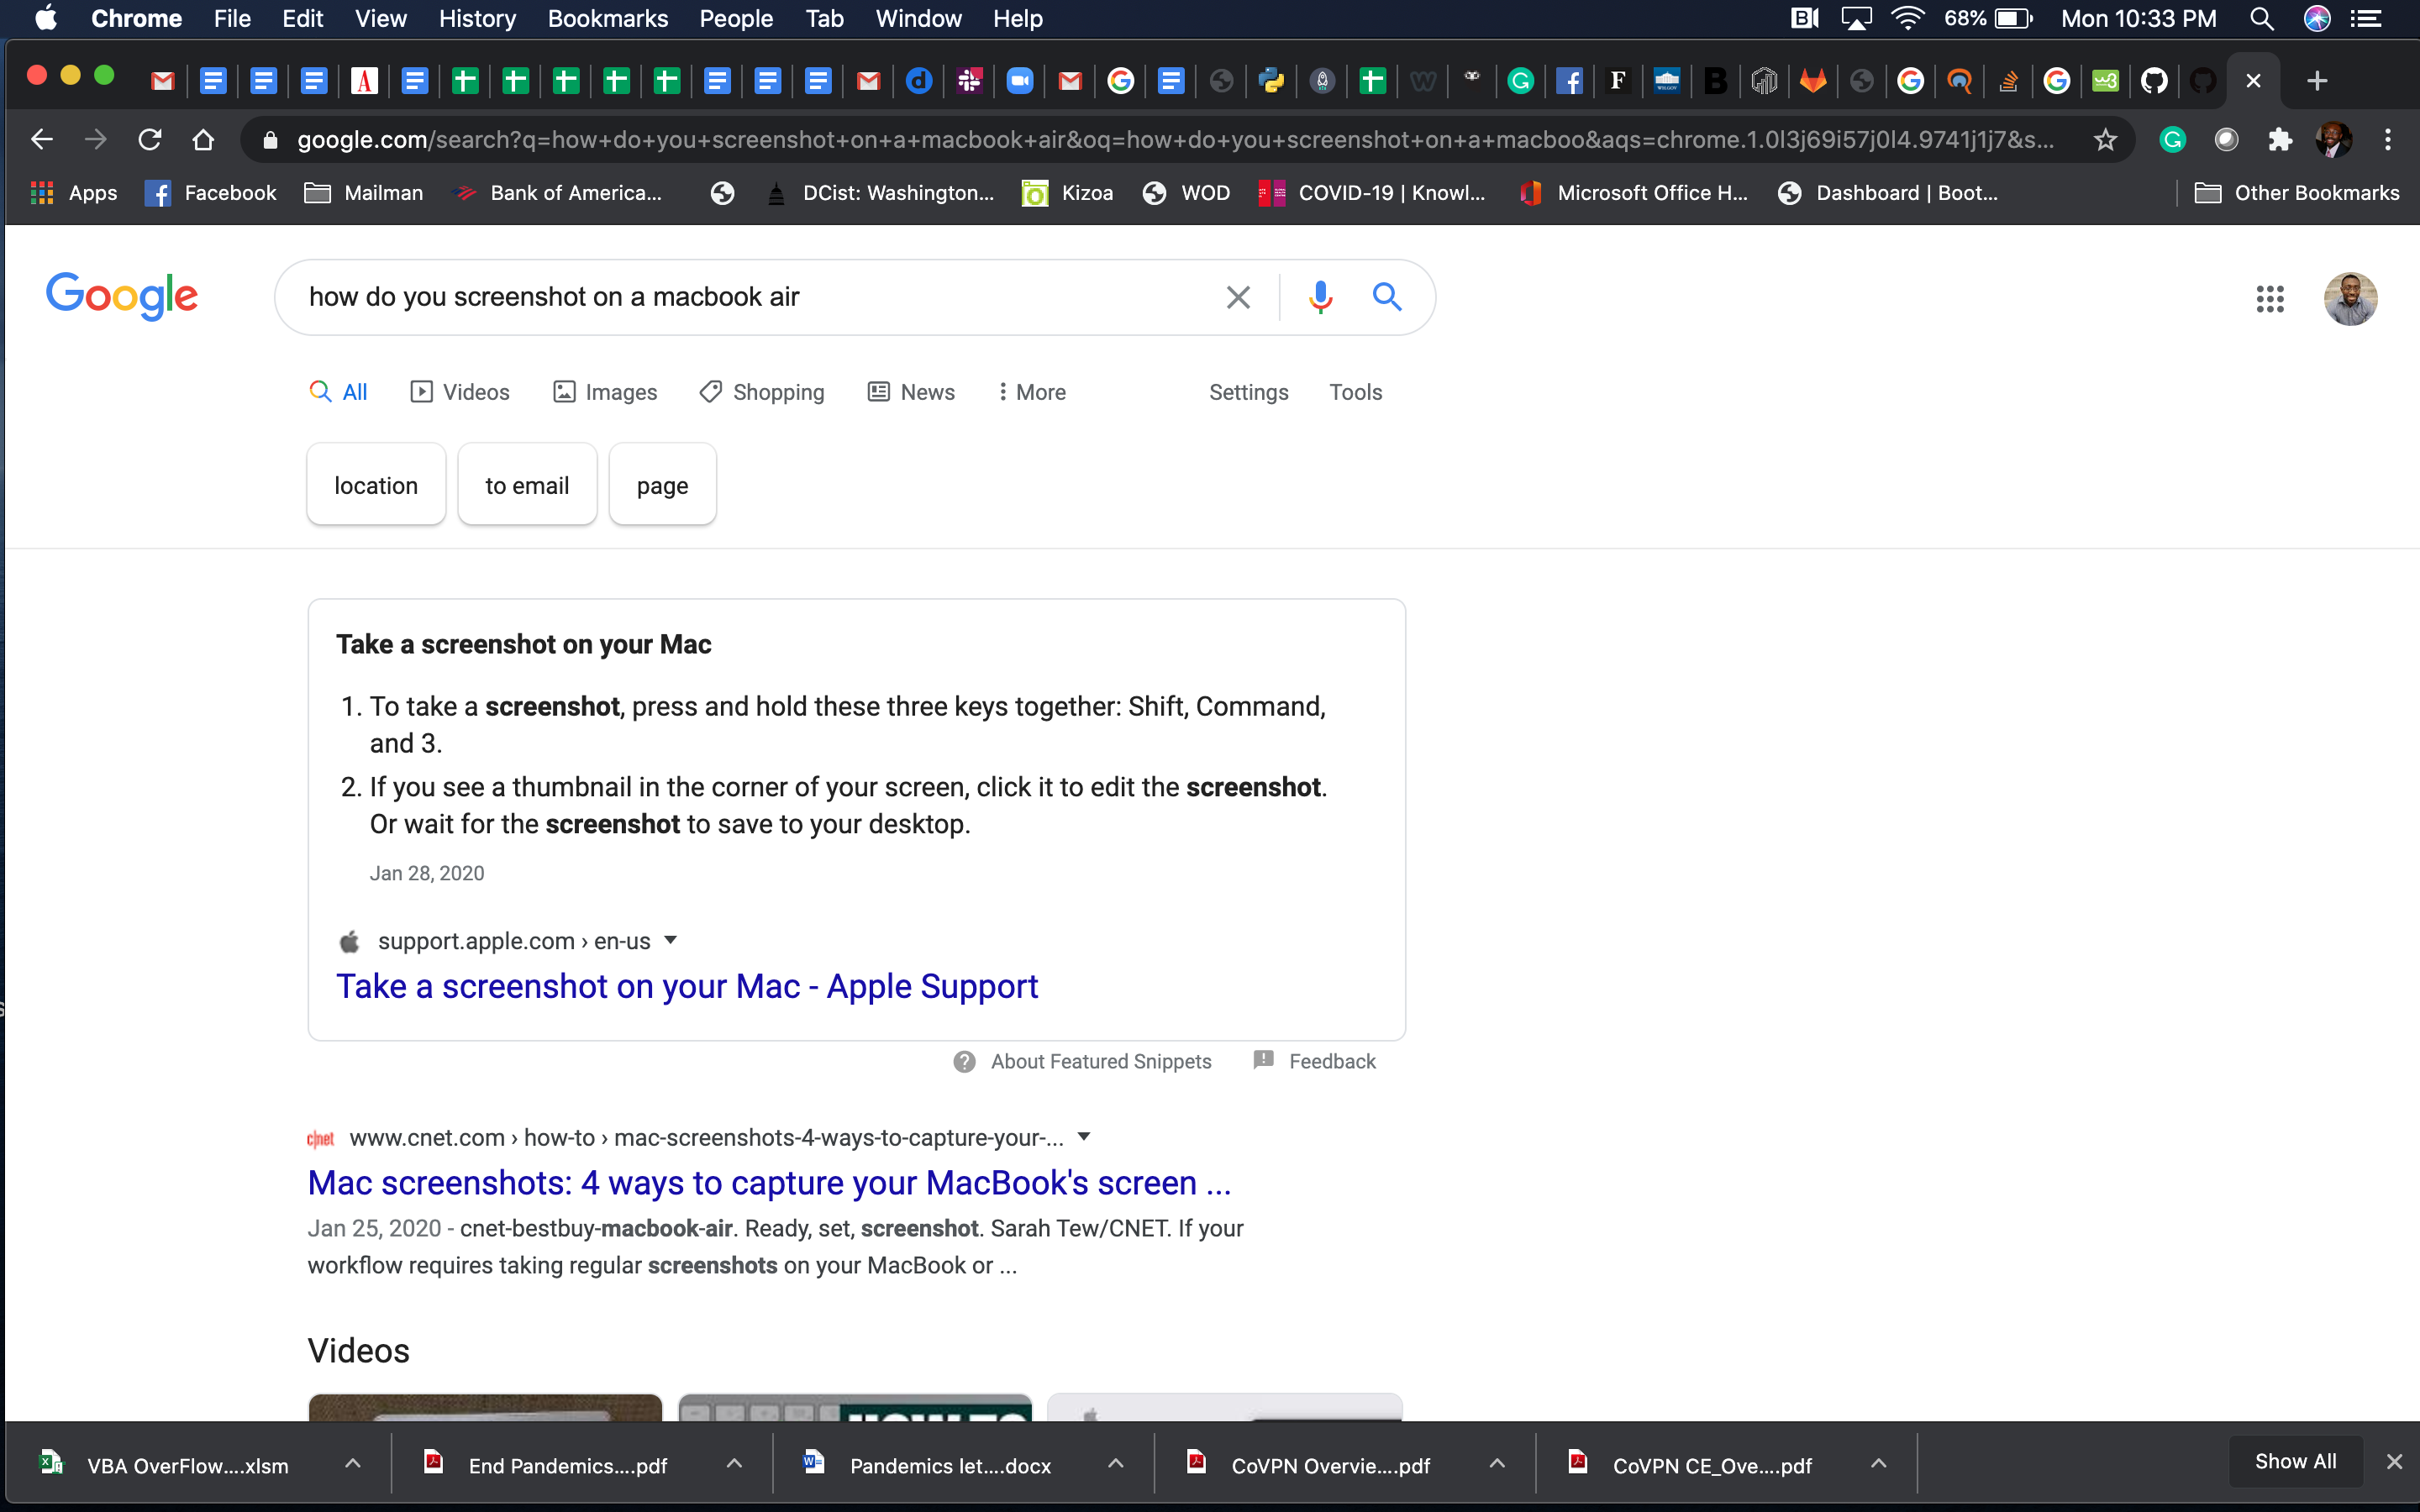 Chrome File Edit View History Bookmarks People Tab Window Help 68% Mon 10:33 PM
google.com/search?q=how+do+you+screenshot+on+a+macbook+air&oq=how+do+you+screenshot+on+a+macboo&aqs=chrome.1.0l3j69i57j0l4.9741j1j7&s...
Apps Facebook Mailman Bank of America... DCist: Washington... Kizoa WOD COVID-19 | Knowl... Microsoft Office H... Dashboard | Boot... Other Bookmarks
Google how do you screenshot on a macbook air
All Videos Images Shopping News More Settings Tools
location to email page
Take a screenshot on your Mac
1. To take a screenshot, press and hold these three keys together: Shift, Command,
and 3.
2. If you see a thumbnail in the corner of your screen, click it to edit the screenshot.
Or wait for the screenshot to save to your desktop.
Jan 28, 2020
support.apple.com › en-us
Take a screenshot on your Mac - Apple Support
About Featured Snippets Feedback
c|net www.cnet.com › how-to › mac-screenshots-4-ways-to-capture-your-...
Mac screenshots: 4 ways to capture your MacBook's screen ...
Jan 25, 2020 - cnet-bestbuy-macbook-air. Ready, set, screenshot. Sarah Tew/CNET. If your
workflow requires taking regular screenshots on your MacBook or ...
Videos
VBA OverFlow....xlsm End Pandemics....pdf Pandemics let....docx CoVPN Overvie....pdf CoVPN CE_Ove....pdf Show All